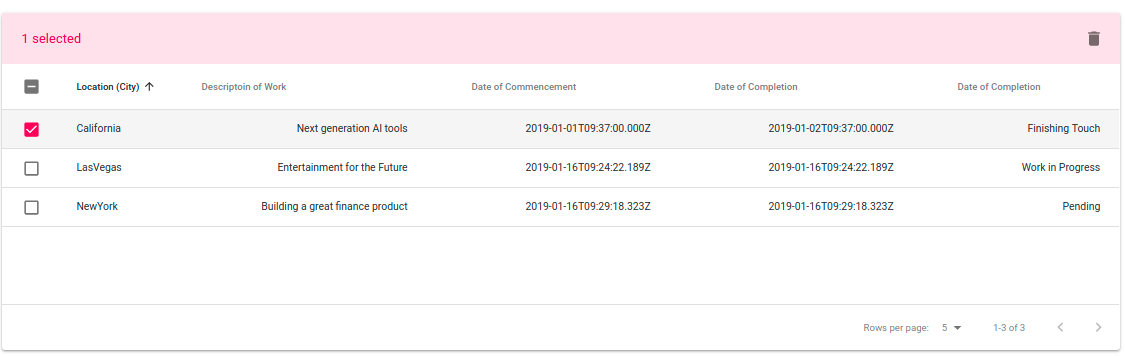 1 selected
Location (City) Descriptoin of Work Date of Commencement Date of Completion Date of Completion
California Next generation AI tools 2019-01-01T09:37:00.000Z 2019-01-02T09:37:00.000Z Finishing Touch
LasVegas Entertainment for the Future 2019-01-16T09:24:22.189Z 2019-01-16T09:24:22.189Z Work in Progress
NewYork Building a great finance product 2019-01-16T09:29:18.323Z 2019-01-16T09:29:18.323Z Pending
Rows per page: 5 1-3 of 3